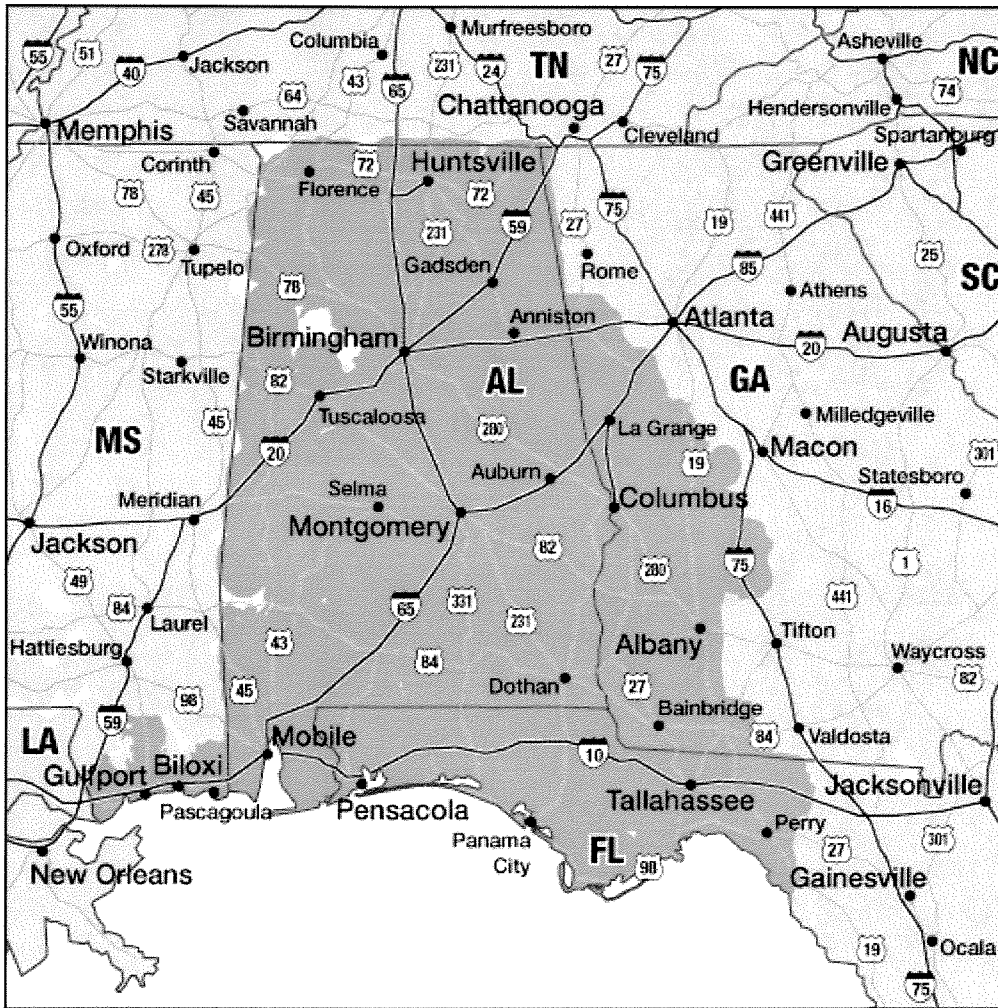 55
51
Columbia
Murfreesboro
Asheville
NC
40
Jackson
231
24
TN
27
75
43
65
74
64
Chattanooga
Hendersonville
Savannah
Memphis
Cleveland
Spartanburg
Corinth
72
Huntsville
Greenville
Florence
72
78
45
75
19
441
59
27
Oxford
278
231
25
Tupelo
Gadsden
Rome
85
SC
78
Athens
55
Anniston
Atlanta
Augusta
Winona
Birmingham
20
Starkville
82
AL
GA
Tuscaloosa
Milledgeville
45
280
La Grange
MS
20
19
Macon
301
Auburn
Statesboro
Meridian
Selma
Columbus
16
Montgomery
Jackson
82
75
1
49
280
84
65
331
441
Laurel
231
Hattiesburg
43
Albany
Tifton
84
Waycross
82
98
45
Dothan
27
59
Bainbridge
LA
Mobile
84
Valdosta
10
Gulfport
Biloxi
Jacksonville
Pascagoula
Pensacola
Tallahassee
Panama
City
Perry
FL
98
27
301
New Orleans
Gainesville
19
Ocala
75